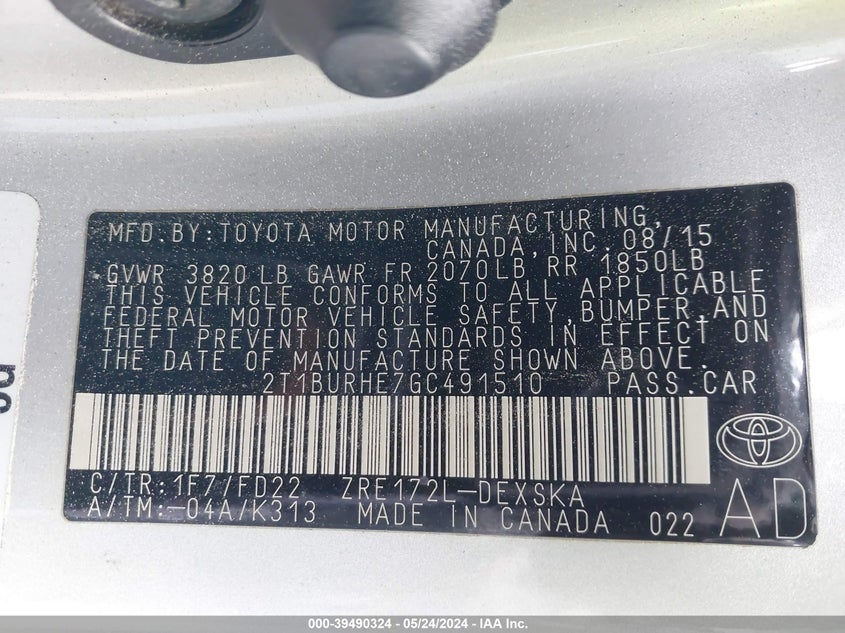 MFD.BY:TOYOTA MOTOR MANUFACTURING,
CANADA,INC. 08/15
GVWR 3820 LB GAWR FR 2070LB RR 1850LB
THIS VEHICLE CONFORMS TO ALL APPLICABLE
FEDERAL MOTOR VEHICLE SAFETY,BUMPER,AND
THEFT PREVENTION STANDARDS IN EFFECT ON
THE DATE OF MANUFACTURE SHOWN ABOVE.
2T1BURHE7GC491510 PASS.CAR
C/TR:1F7/FD22 ZRE172L-DEXSKA
A/TM:-04A/K313 MADE IN CANADA 022 AD
000-39490324 - 05/24/2024 - IAA Inc.